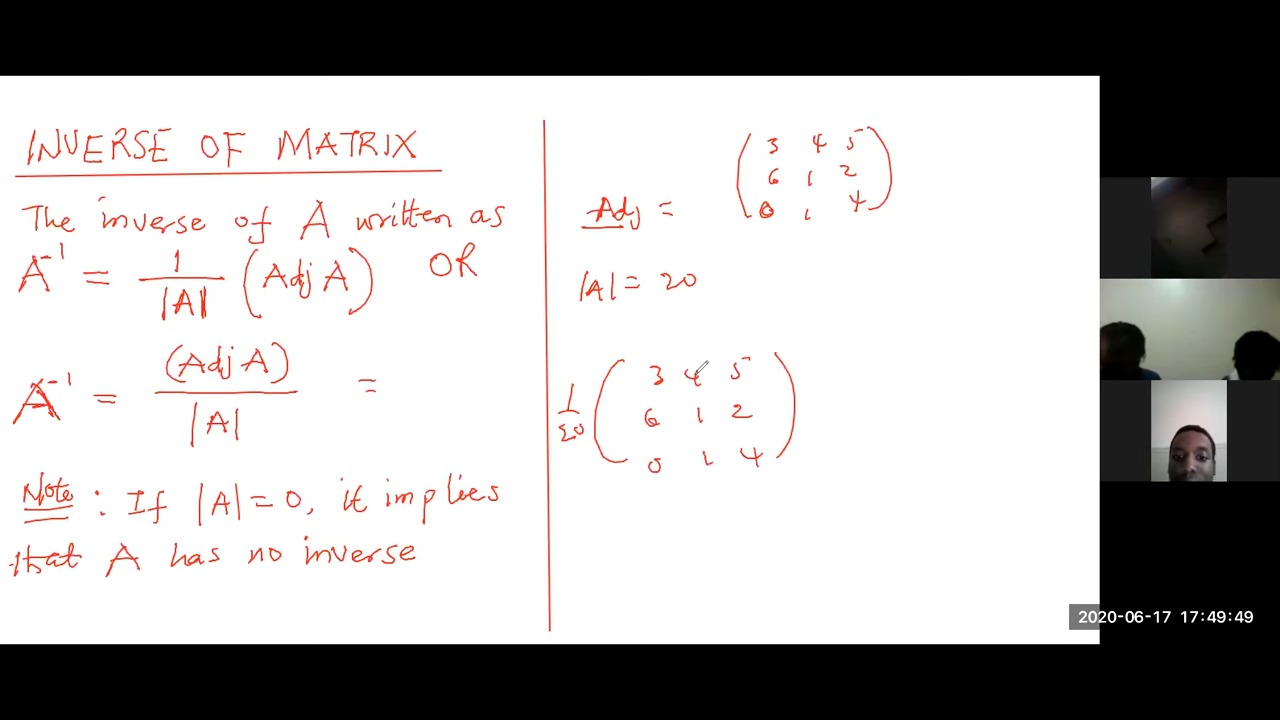 INVERSE OF MATRIX
The inverse of A written as
A⁻¹ = 1/|A| (Adj A) OR
A⁻¹ = (Adj A)/|A| =
Note: If |A| = 0, it implies
that A has no inverse
3 4 5
6 1 2
Adj =
0 1 4
|A| = 20
3 4 5
1/20
6 1 2
0 1 4
2020-06-17 17:49:49